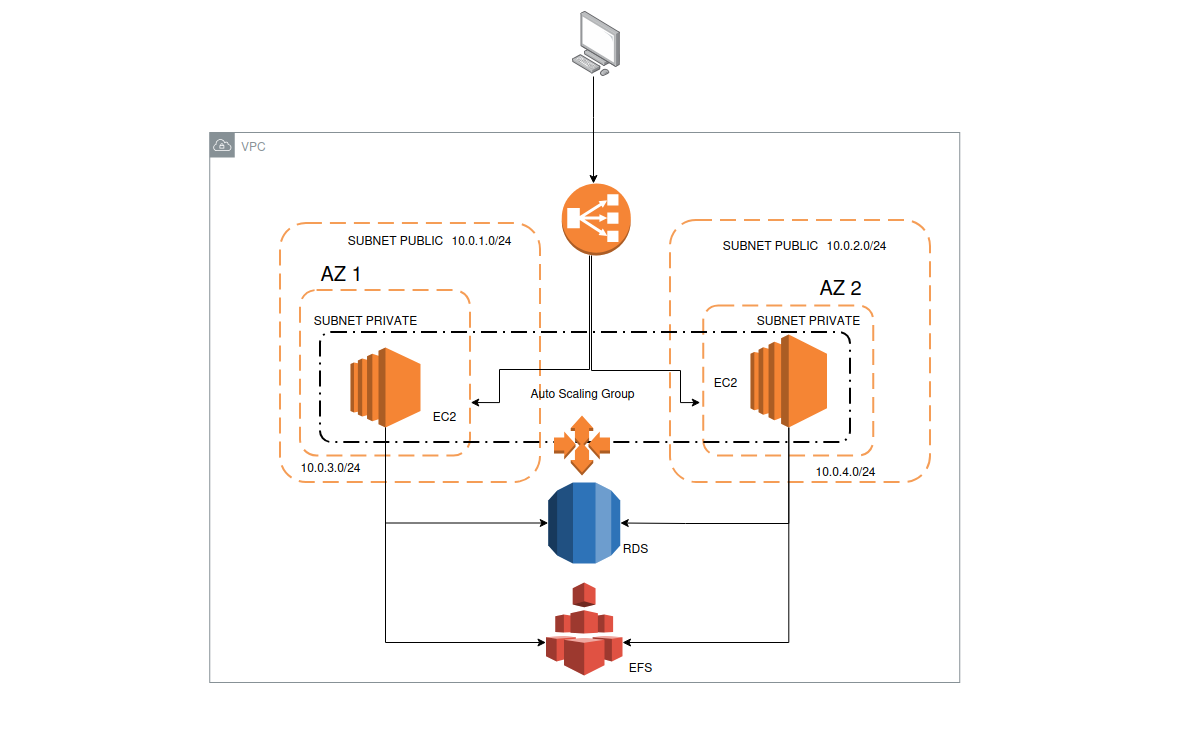 VPC
SUBNET PUBLIC 10.0.1.0/24
SUBNET PUBLIC 10.0.2.0/24
AZ 1
AZ 2
SUBNET PRIVATE
SUBNET PRIVATE
EC2
Auto Scaling Group
EC2
10.0.3.0/24
10.0.4.0/24
RDS
EFS